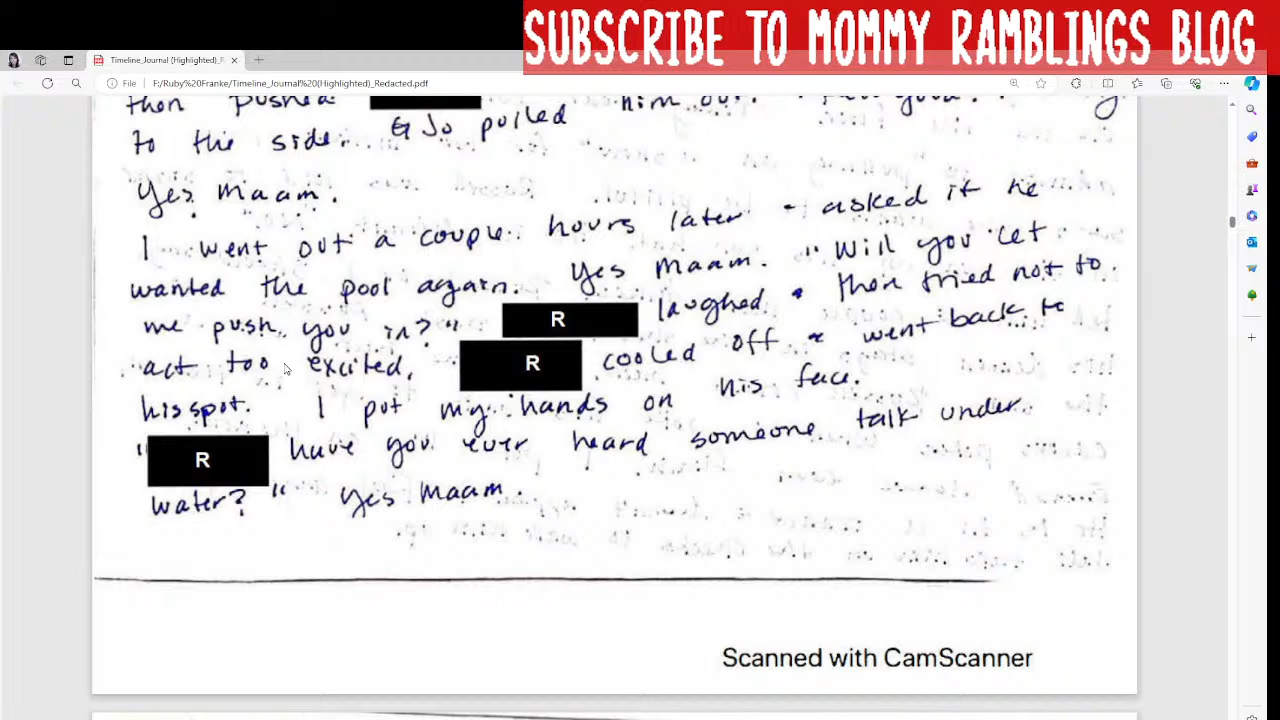 SUBSCRIBE TO MOMMY RAMBLINGS BLOG
Timeline_Journal (Highlighted)_R
File F:/Ruby%20Franke/Timeline_Journal%20(Highlighted)_Redacted.pdf
then pushed him out.
to the side. & Jo pulled
Yes Maam.
I went out a couple hours later & asked if he
wanted the pool again. Yes Maam. "Will you let
me push you in?" R laughed & then tried not to
act too excited. R cooled off & went back to
his spot. I put my hands on his face.
"R have you ever heard someone talk under
water?" Yes Maam.
Scanned with CamScanner